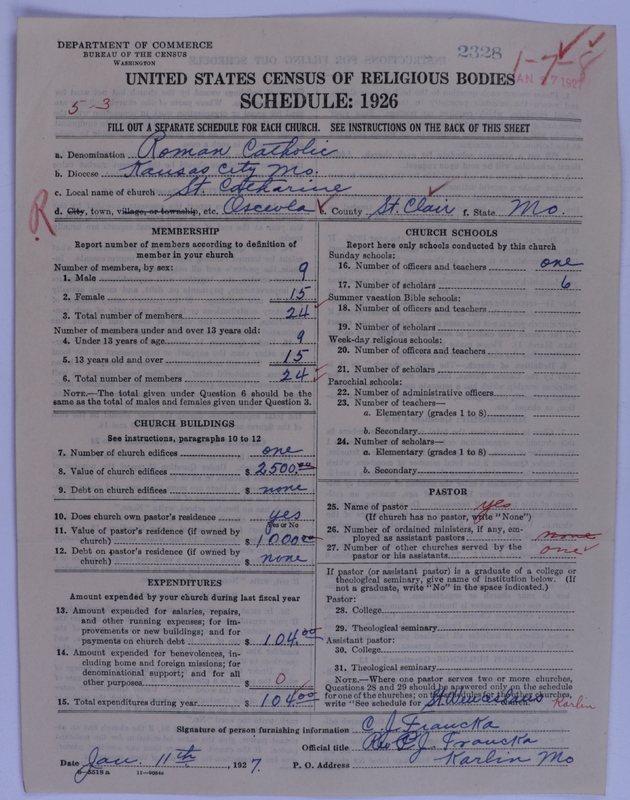 DEPARTMENT OF COMMERCE
BUREAU OF THE CENSUS
WASHINGTON
2328
1-7-8
UNITED STATES CENSUS OF RELIGIOUS BODIES
5-3
SCHEDULE: 1926
FILL OUT A SEPARATE SCHEDULE FOR EACH CHURCH. SEE INSTRUCTIONS ON THE BACK OF THIS SHEET
a. Denomination Roman Catholic
b. Diocese Kansas City Mo.
c. Local name of church St. Catharine
R
d. City, town, village, or township, etc. Osceola County St. Clair f. State Mo.
MEMBERSHIP
Report number of members according to definition of
member in your church
Number of members, by sex:
1. Male 9
2. Female 15
3. Total number of members 24
Number of members under and over 13 years old:
4. Under 13 years of age 9
5. 13 years old and over 15
6. Total number of members 24
NOTE.—The total given under Question 6 should be
same as the total of males and females given under Question 3.
CHURCH BUILDINGS
See instructions, paragraphs 10 to 12
7. Number of church edifices one
8. Value of church edifices $ 2500.00
9. Debt on church edifices $ none
10. Does church own pastor's residence yes
Yes or No
11. Value of pastor's residence (if owned by
church) $ 1000.00
12. Debt on pastor's residence (if owned by
church) $ none
EXPENDITURES
Amount expended by your church during last fiscal year
13. Amount expended for salaries, repairs,
and other running expenses; for im-
provements or new buildings; and for
payments on church debt $ 104.00
14. Amount expended for benevolences, in-
cluding home and foreign missions; for
denominational support; and for all
other purposes $ 0
15. Total expenditures during year $ 104.00
CHURCH SCHOOLS
Report here only schools conducted by this church
Sunday schools:
16. Number of officers and teachers one
17. Number of scholars 6
Summer vacation Bible schools:
18. Number of officers and teachers
19. Number of scholars
Week-day religious schools:
20. Number of officers and teachers
21. Number of scholars
Parochial schools:
22. Number of administrative officers
23. Number of teachers—
a. Elementary (grades 1 to 8)
b. Secondary
24. Number of scholars—
a. Elementary (grades 1 to 8)
b. Secondary
PASTOR
25. Name of pastor yes
(If church has no pastor, write "None")
26. Number of ordained ministers, if any, em-
ployed as assistant pastors none
27. Number of other churches served by the
pastor or his assistants one
If pastor (or assistant pastor) is a graduate of a college or
theological seminary, give name of institution below. (If
not a graduate, write "No" in the space indicated.)
Pastor:
28. College
29. Theological seminary
Assistant pastor:
30. College
31. Theological seminary
NOTE.—Where one pastor serves two or more churches,
Questions 28 and 29 should be answered only on the schedule
for one of the churches; on the schedules for the other churches,
write "See schedule for church." Karlin
Signature of person furnishing information C. J. Francka
Official title Rev. C. J. Francka
Date Jan. 11th, 1927. P. O. Address Karlin Mo